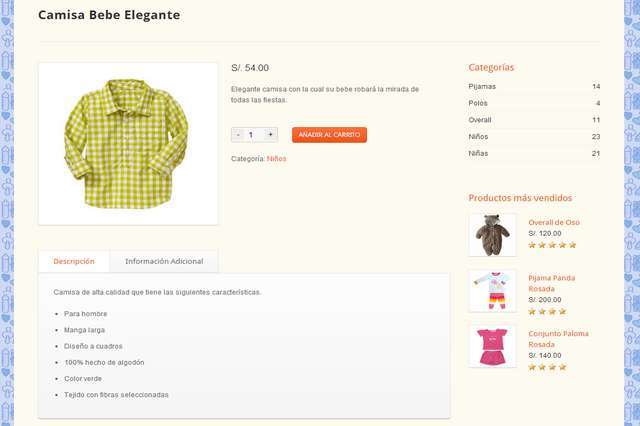 Camisa Bebe Elegante
S/. 54.00
Elegante camisa con la cual su bebe robará la mirada de
todas las fiestas.
- 1 +
AÑADIR AL CARRITO
Categoría: Niños
Descripción
Información Adicional
Camisa de alta calidad que tiene las siguientes características.
Para hombre
Manga larga
Diseño a cuadros
100% hecho de algodón
Color verde
Tejido con fibras seleccionadas
Categorías
Pijamas 14
Polos 4
Overall 11
Niños 23
Niñas 21
Productos más vendidos
Overall de Oso
S/. 120.00
Pijama Panda
Rosada
S/. 200.00
Conjunto Paloma
Rosada
S/. 140.00